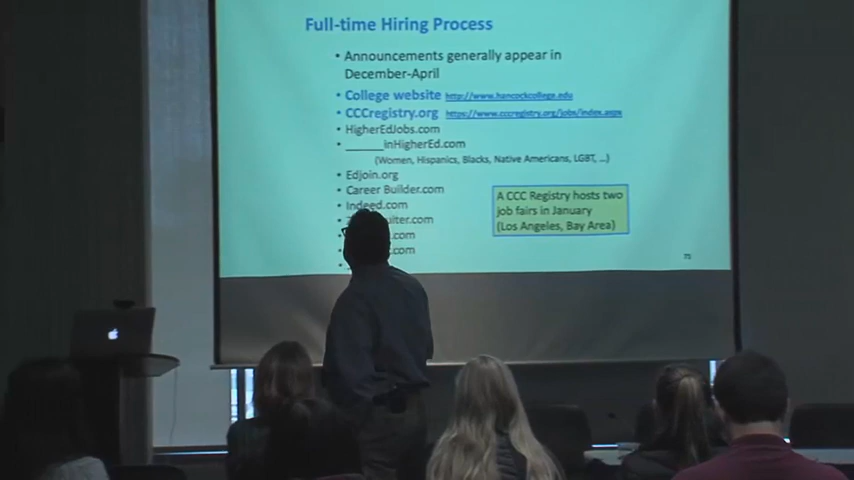 Full-time Hiring Process
• Announcements generally appear in
December-April
• College website http://www.hancockcollege.edu
• CCCregistry.org https://www.cccregistry.org/jobs/index.aspx
• HigherEdJobs.com
• ______InHigherEd.com
(Women, Hispanics, Blacks, Native Americans, LGBT, …)
• Edjoin.org
• Career Builder.com
• Indeed.com
.com
.com
.com
A CCC Registry hosts two
job fairs in January
(Los Angeles, Bay Area)
75